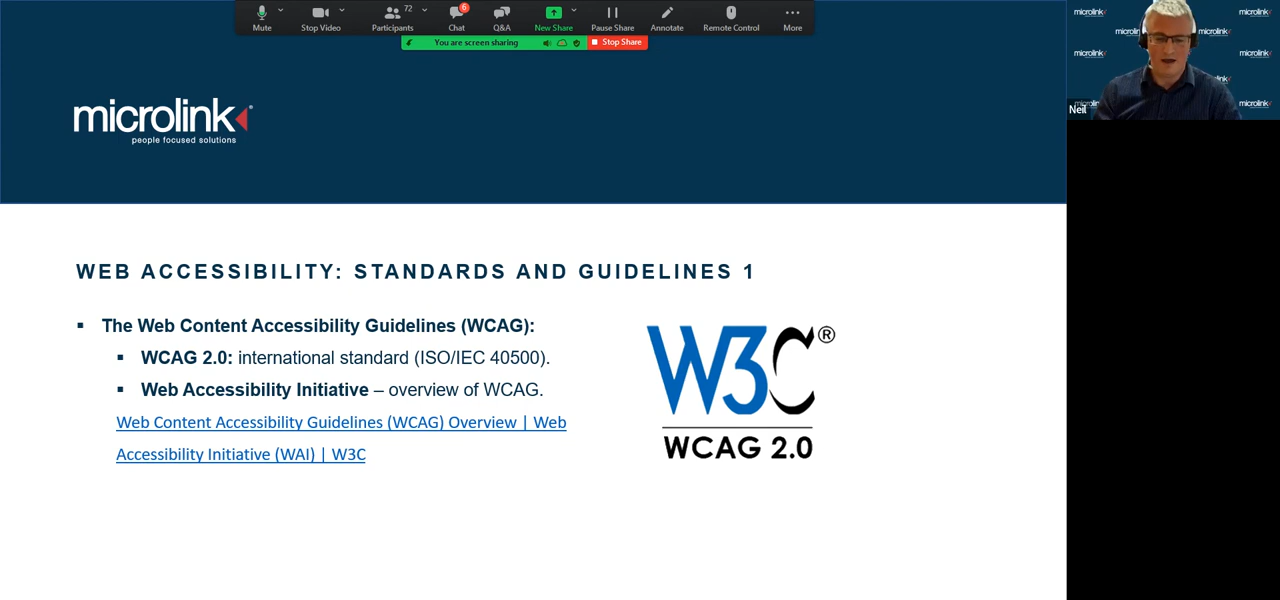 72
6
Mute
Stop Video
Participants
Chat
Q&A
New Share
Pause Share
Annotate
Remote Control
More
You are screen sharing
Stop Share
microlink
people focused solutions
microlink
microlink
microlink
microlink
microlink
microlink
microlink
Neil
WEB ACCESSIBILITY: STANDARDS AND GUIDELINES 1
▪ The Web Content Accessibility Guidelines (WCAG):
▪ WCAG 2.0: international standard (ISO/IEC 40500).
▪ Web Accessibility Initiative – overview of WCAG.
Web Content Accessibility Guidelines (WCAG) Overview | Web
Accessibility Initiative (WAI) | W3C
W3C®
WCAG 2.0